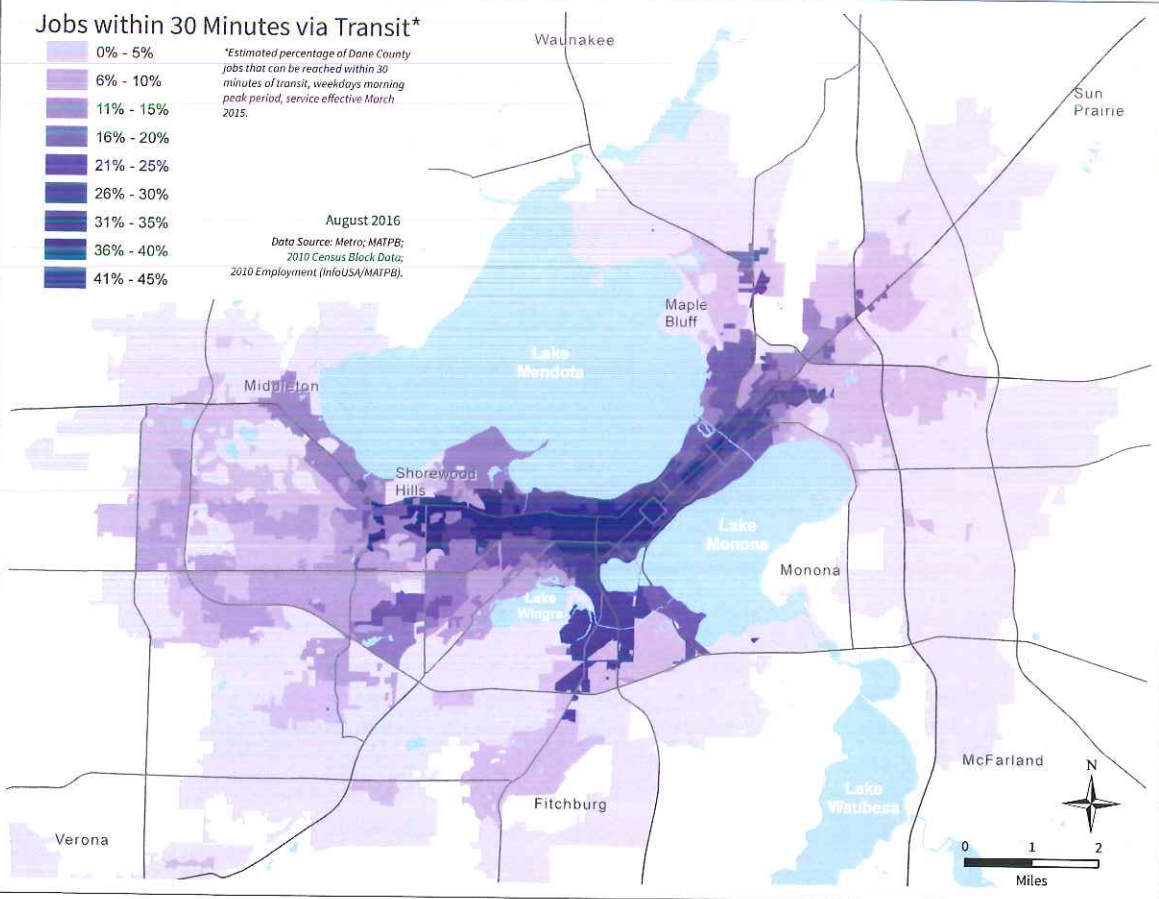 Jobs within 30 Minutes via Transit*
0% - 5%
6% - 10%
11% - 15%
16% - 20%
21% - 25%
26% - 30%
31% - 35%
36% - 40%
41% - 45%
*Estimated percentage of Dane County
jobs that can be reached within 30
minutes of transit, weekdays morning
peak period, service effective March
2015.
August 2016
Data Source: Metro; MATPB;
2010 Census Block Data;
2010 Employment (InfoUSA/MATPB).
Waunakee
Sun
Prairie
Maple
Bluff
Lake
Mendota
Middleton
Shorewood
Hills
Lake
Monona
Monona
Lake
Wingra
McFarland
Lake
Waubesa
Fitchburg
Verona
N
0 1 2
Miles